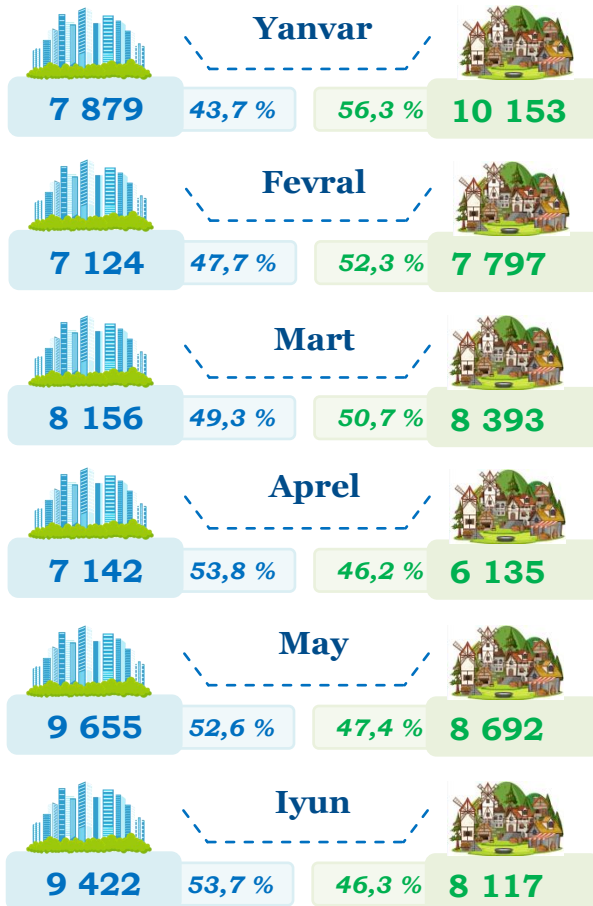 Yanvar
7 879 43,7 % 56,3 % 10 153
Fevral
7 124 47,7 % 52,3 % 7 797
Mart
8 156 49,3 % 50,7 % 8 393
Aprel
7 142 53,8 % 46,2 % 6 135
May
9 655 52,6 % 47,4 % 8 692
Iyun
9 422 53,7 % 46,3 % 8 117